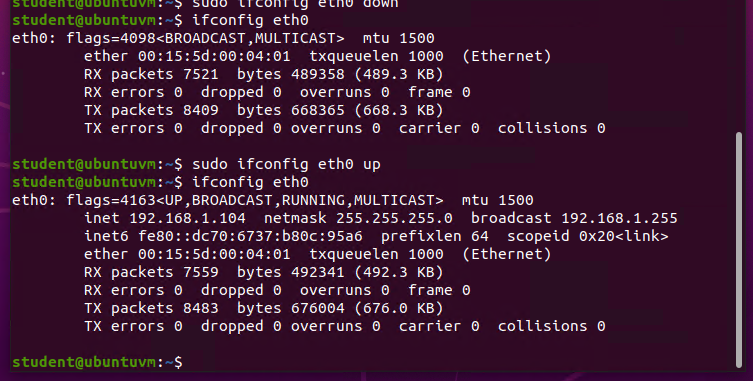 student@ubuntuvm:~$ sudo ifconfig eth0 down
student@ubuntuvm:~$ ifconfig eth0
eth0: flags=4098<BROADCAST,MULTICAST>  mtu 1500
        ether 00:15:5d:00:04:01  txqueuelen 1000  (Ethernet)
        RX packets 7521  bytes 489358 (489.3 KB)
        RX errors 0  dropped 0  overruns 0  frame 0
        TX packets 8409  bytes 668365 (668.3 KB)
        TX errors 0  dropped 0 overruns 0  carrier 0  collisions 0

student@ubuntuvm:~$ sudo ifconfig eth0 up
student@ubuntuvm:~$ ifconfig eth0
eth0: flags=4163<UP,BROADCAST,RUNNING,MULTICAST>  mtu 1500
        inet 192.168.1.104  netmask 255.255.255.0  broadcast 192.168.1.255
        inet6 fe80::dc70:6737:b80c:95a6  prefixlen 64  scopeid 0x20<link>
        ether 00:15:5d:00:04:01  txqueuelen 1000  (Ethernet)
        RX packets 7559  bytes 492341 (492.3 KB)
        RX errors 0  dropped 0  overruns 0  frame 0
        TX packets 8483  bytes 676004 (676.0 KB)
        TX errors 0  dropped 0 overruns 0  carrier 0  collisions 0

student@ubuntuvm:~$